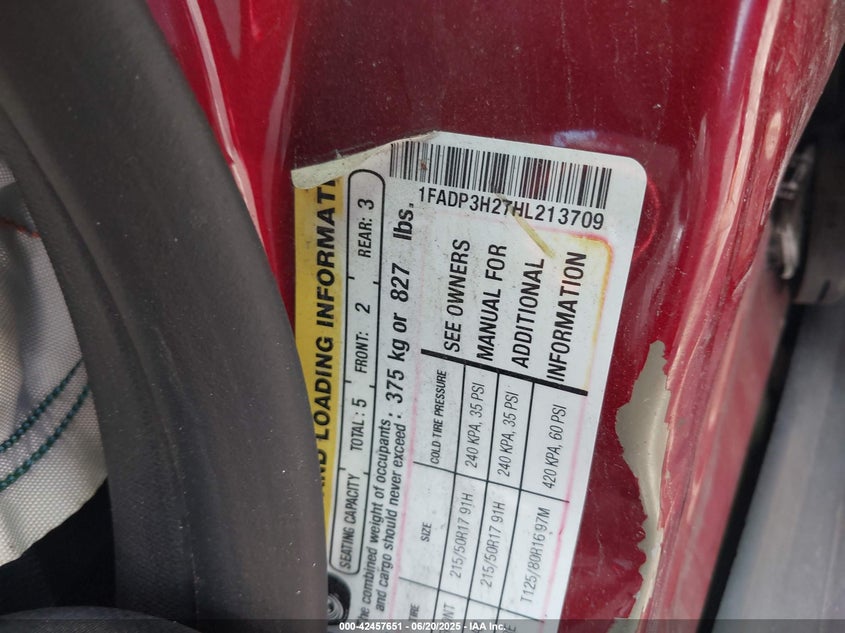 1FADP3H27HL213709
AND LOADING INFORMATI
SEATING CAPACITY TOTAL: 5 FRONT: 2 REAR: 3
he combined weight of occupants
and cargo should never exceed: 375 kg or 827 lbs.
SIZE COLD TIRE PRESSURE SEE OWNERS
215/50R17 91H 240 KPA, 35 PSI MANUAL FOR
215/50R17 91H 240 KPA, 35 PSI ADDITIONAL
T125/80R16 97M 420 KPA, 60 PSI INFORMATION
000-42457651 - 06/20/2025 - IAA Inc.